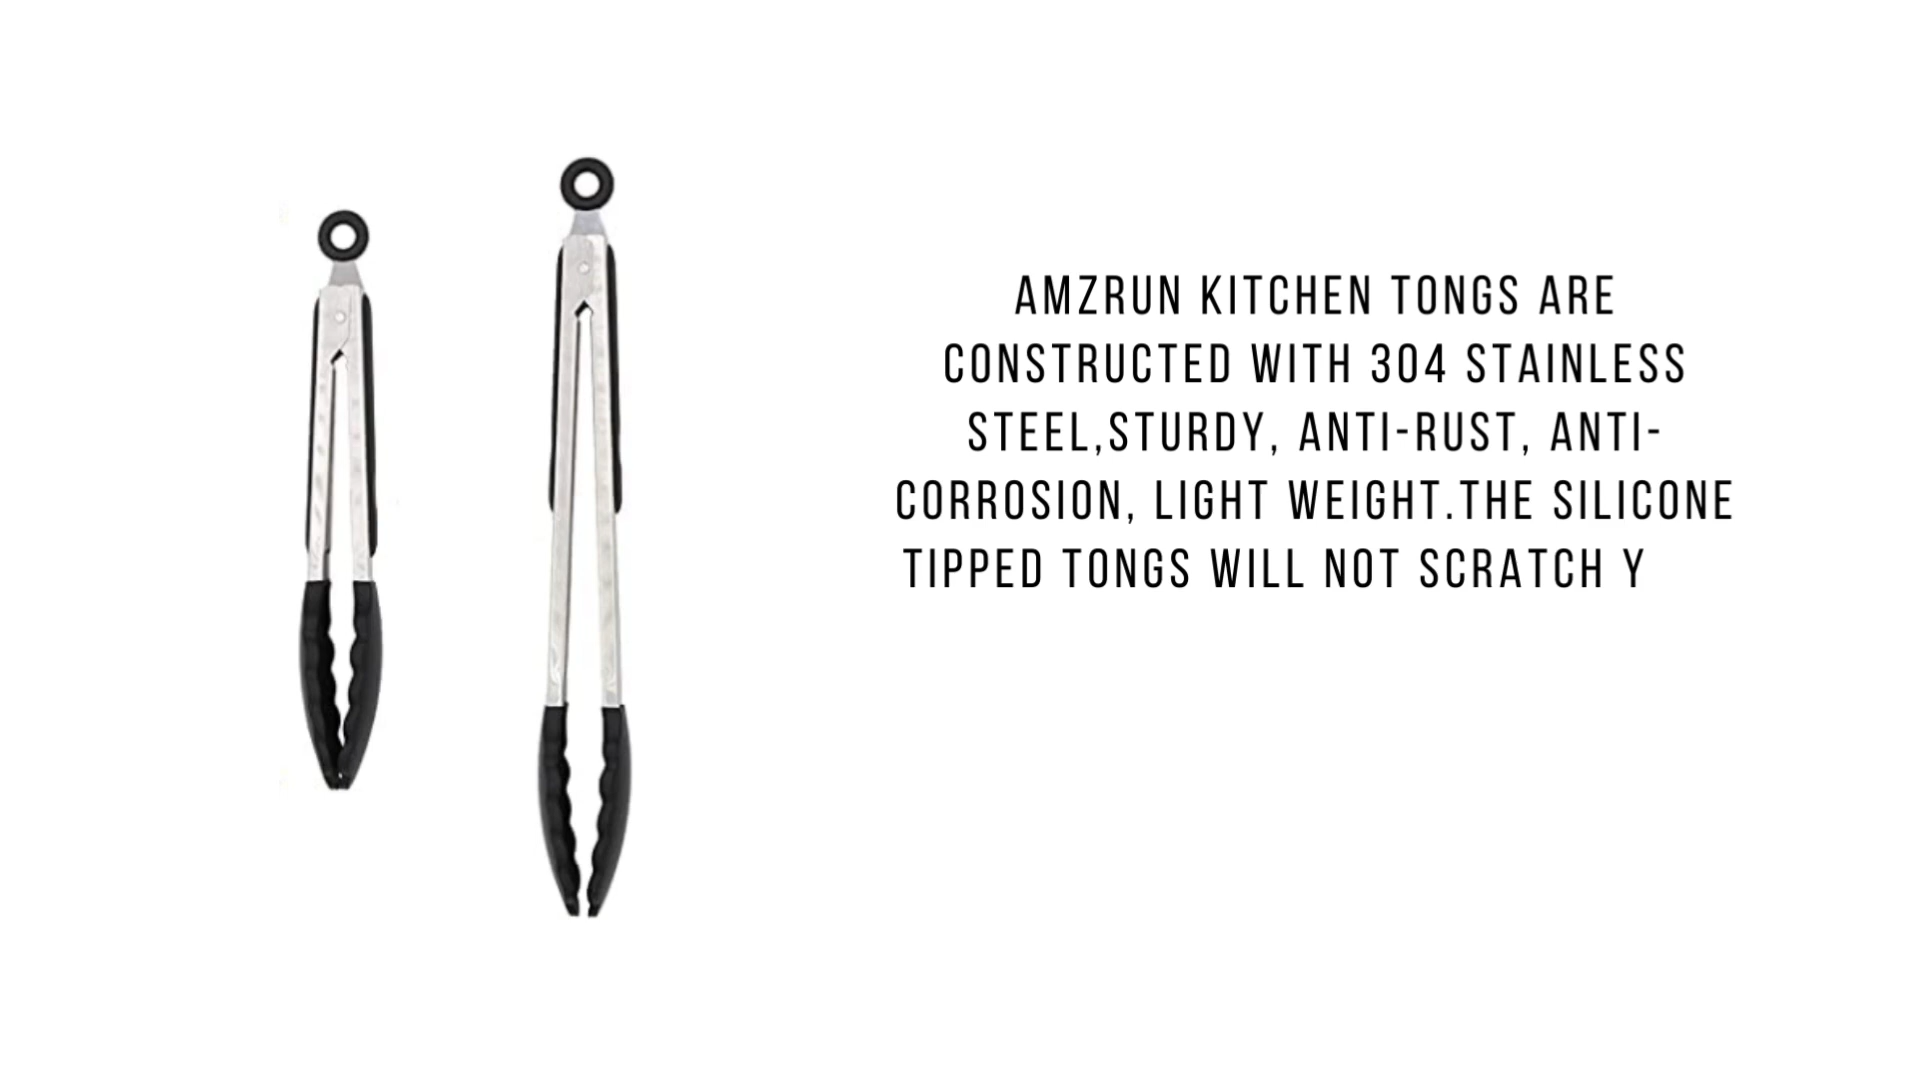 AMZRUN KITCHEN TONGS ARE
CONSTRUCTED WITH 304 STAINLESS
STEEL,STURDY, ANTI-RUST, ANTI-
CORROSION, LIGHT WEIGHT.THE SILICONE
TIPPED TONGS WILL NOT SCRATCH Y